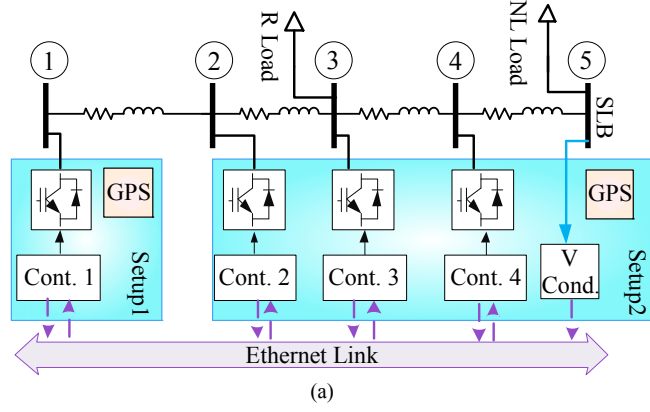 R Load
NL Load
1
2
3
4
5
SLB
GPS
GPS
Setup1
Cont. 1
Cont. 2
Cont. 3
Cont. 4
V
Cond.
Setup2
Ethernet Link
(a)